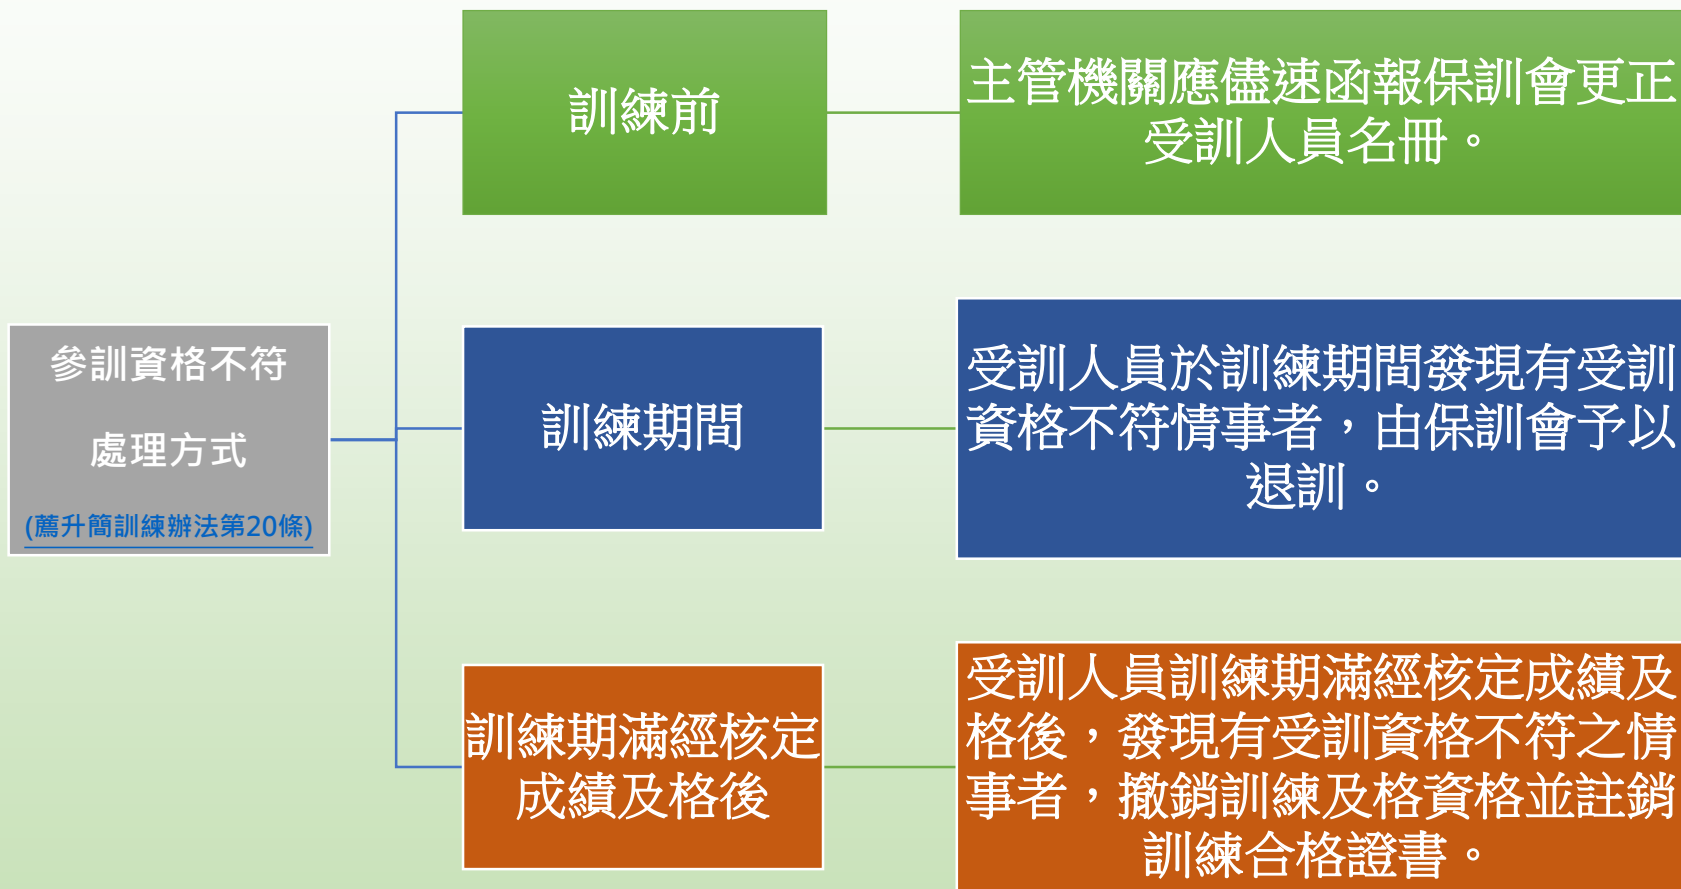 參訓資格不符
處理方式
(薦升簡訓練辦法第20條)
訓練前
主管機關應儘速函報保訓會更正
受訓人員名冊。
訓練期間
受訓人員於訓練期間發現有受訓
資格不符情事者，由保訓會予以
退訓。
訓練期滿經核定
成績及格後
受訓人員訓練期滿經核定成績及
格後，發現有受訓資格不符之情
事者，撤銷訓練及格資格並註銷
訓練合格證書。